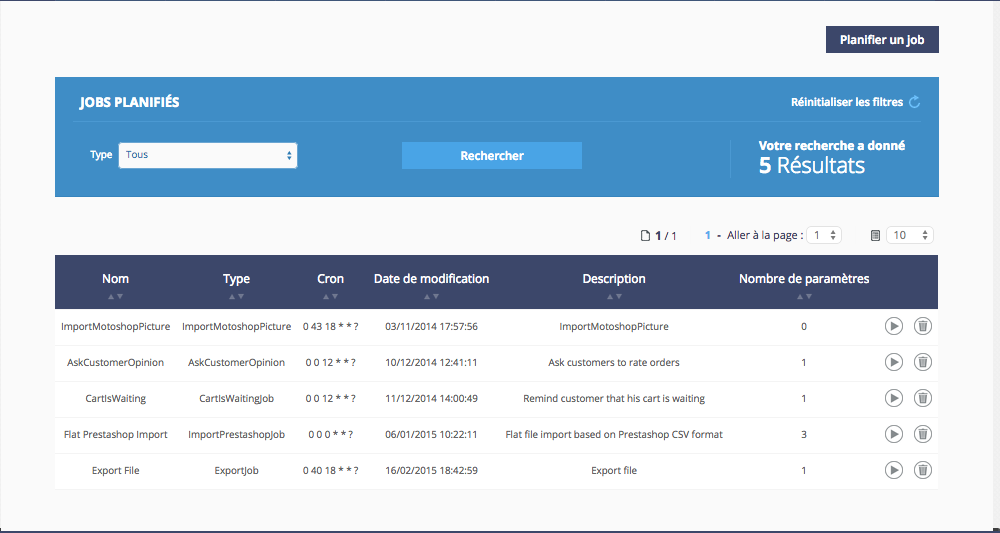 Planifier un job
JOBS PLANIFIÉS
Réinitialiser les filtres
Type Tous
Rechercher
Votre recherche a donné
5 Résultats
1 / 1 1 - Aller à la page : 1 10
Nom Type Cron Date de modification Description Nombre de paramètres
ImportMotoshopPicture ImportMotoshopPicture 0 43 18 * * ? 03/11/2014 17:57:56 ImportMotoshopPicture 0
AskCustomerOpinion AskCustomerOpinion 0 0 12 * * ? 10/12/2014 12:41:11 Ask customers to rate orders 1
CartIsWaiting CartIsWaitingJob 0 0 12 * * ? 11/12/2014 14:00:49 Remind customer that his cart is waiting 1
Flat Prestashop Import ImportPrestashopJob 0 0 0 * * ? 06/01/2015 10:22:11 Flat file import based on Prestashop CSV format 3
Export File ExportJob 0 40 18 * * ? 16/02/2015 18:42:59 Export file 1